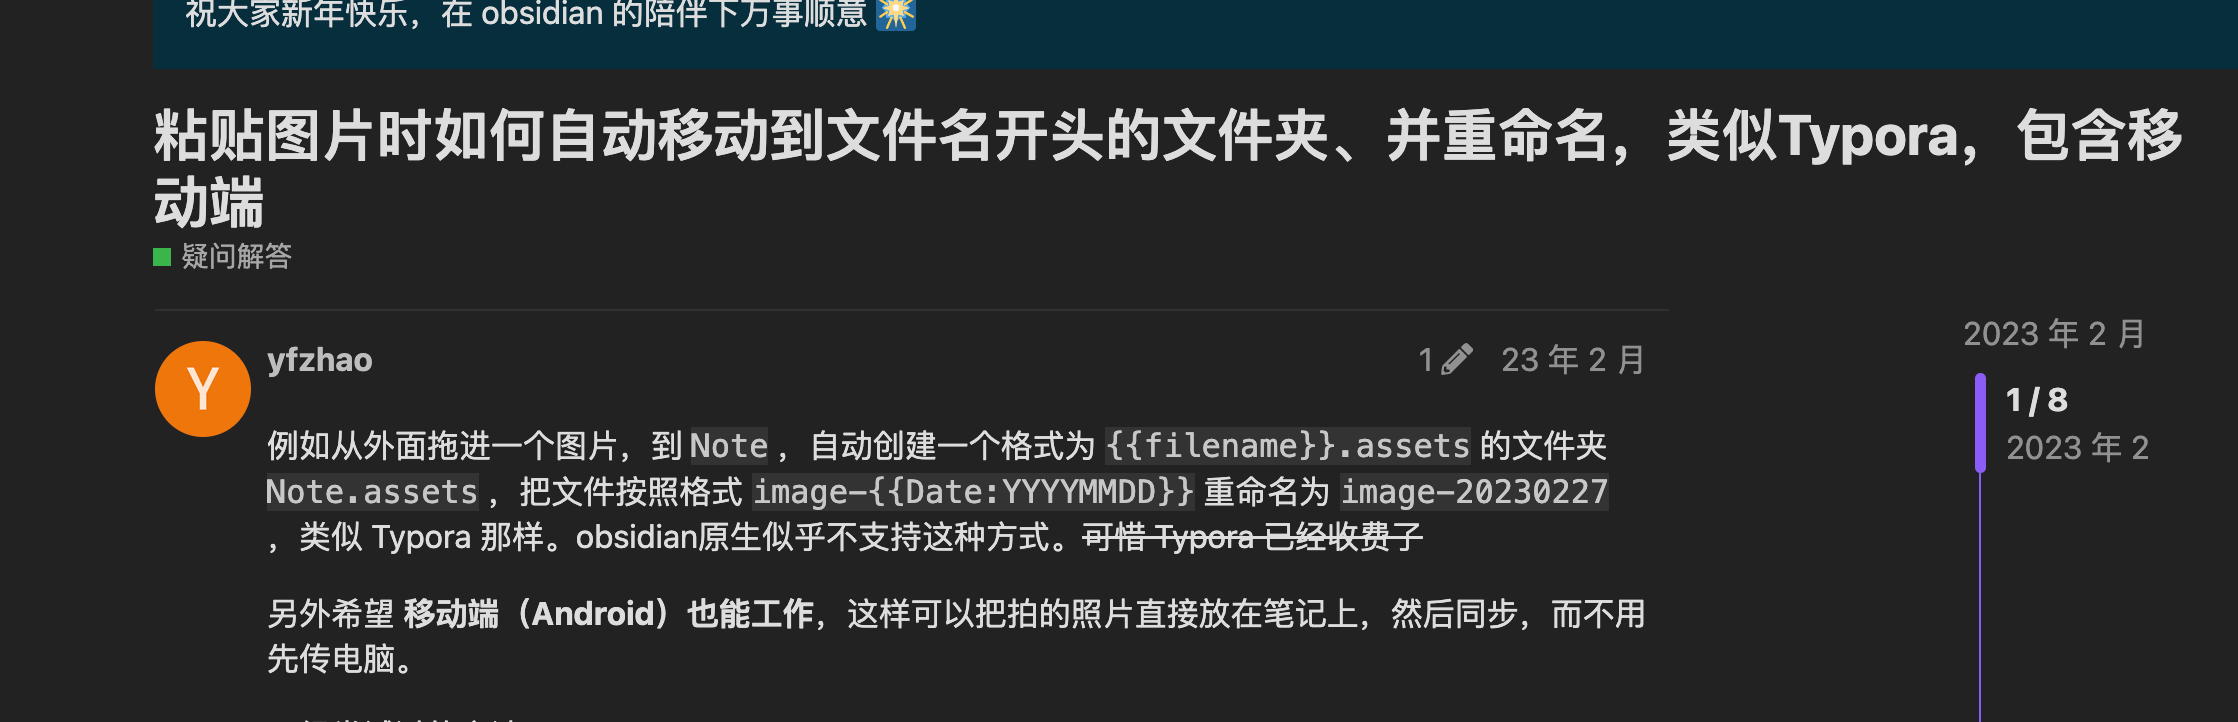 祝大家新年快乐，在 obsidian 的陪伴下万事顺意
粘贴图片时如何自动移动到文件名开头的文件夹、并重命名，类似Typora，包含移
动端
疑问解答
Y
yfzhao
1
23 年 2 月
2023 年 2 月
1 / 8
2023 年 2
例如从外面拖进一个图片，到 Note ，自动创建一个格式为 {{filename}}.assets 的文件夹
Note.assets ，把文件按照格式 image-{{Date:YYYYMMDD}} 重命名为 image-20230227
，类似 Typora 那样。obsidian原生似乎不支持这种方式。可惜 Typora 已经收费了
另外希望 移动端（Android）也能工作，这样可以把拍的照片直接放在笔记上，然后同步，而不用
先传电脑。